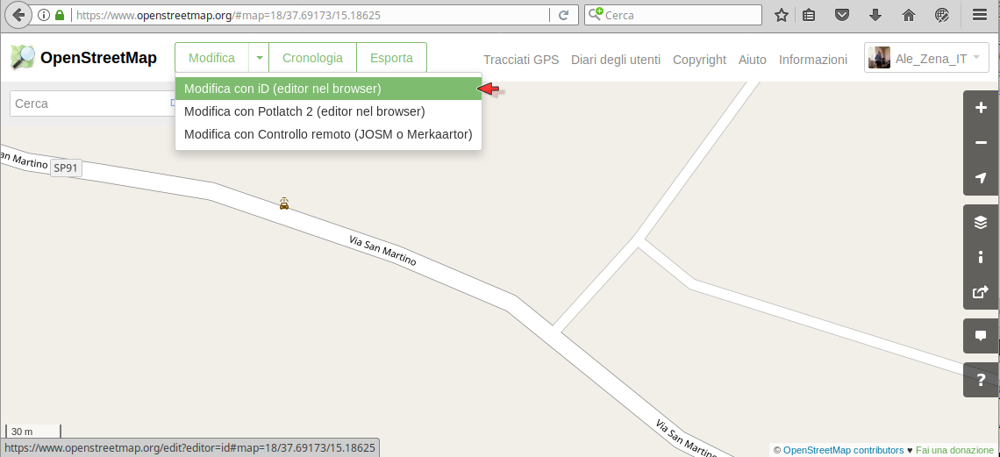 https://www.openstreetmap.org/#map=18/37.69173/15.18625
Cerca
OpenStreetMap
Modifica
Cronologia
Esporta
Tracciati GPS
Diari degli utenti
Copyright
Aiuto
Informazioni
Ale_Zena_IT
Modifica con iD (editor nel browser)
Modifica con Potlatch 2 (editor nel browser)
Modifica con Controllo remoto (JOSM o Merkaartor)
Cerca
an Martino
SP91
Via San Martino
Via San Martino
?
30 m
https://www.openstreetmap.org/edit?editor=id#map=18/37.69173/15.18625
© OpenStreetMap contributors ♥ Fai una donazione